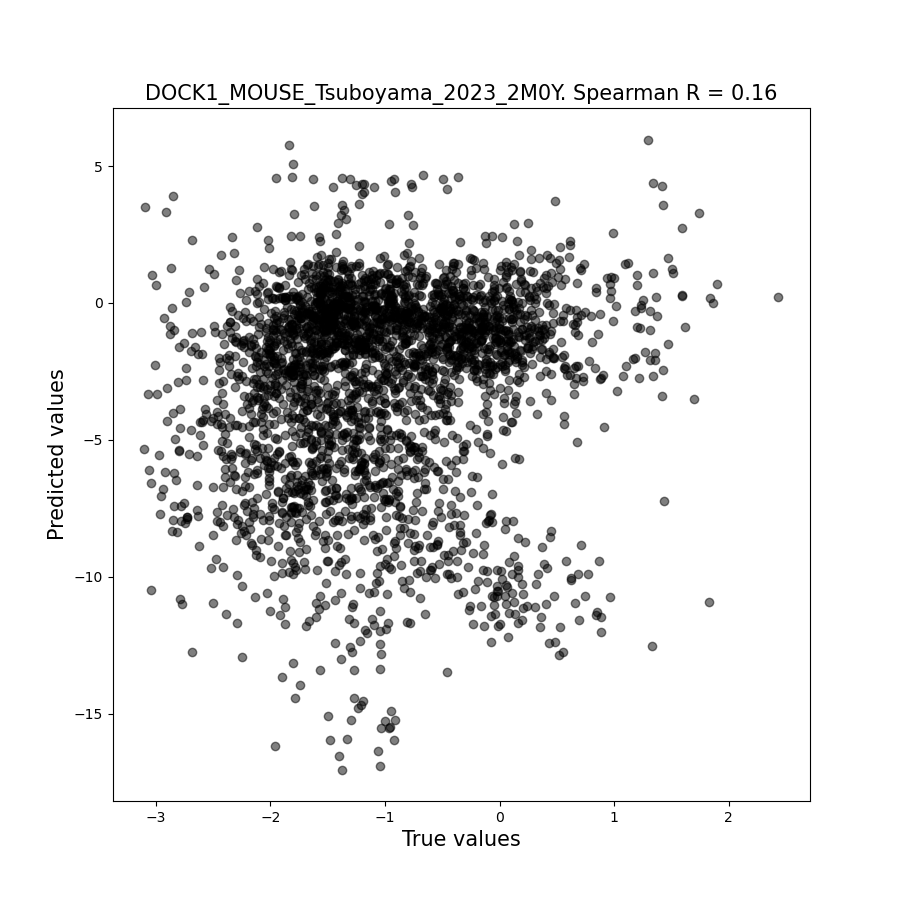 DOCK1_MOUSE_Tsuboyama_2023_2M0Y. Spearman R = 0.16
5
0
−5
−10
−15
Predicted values
−3 −2 −1 0 1 2
True values